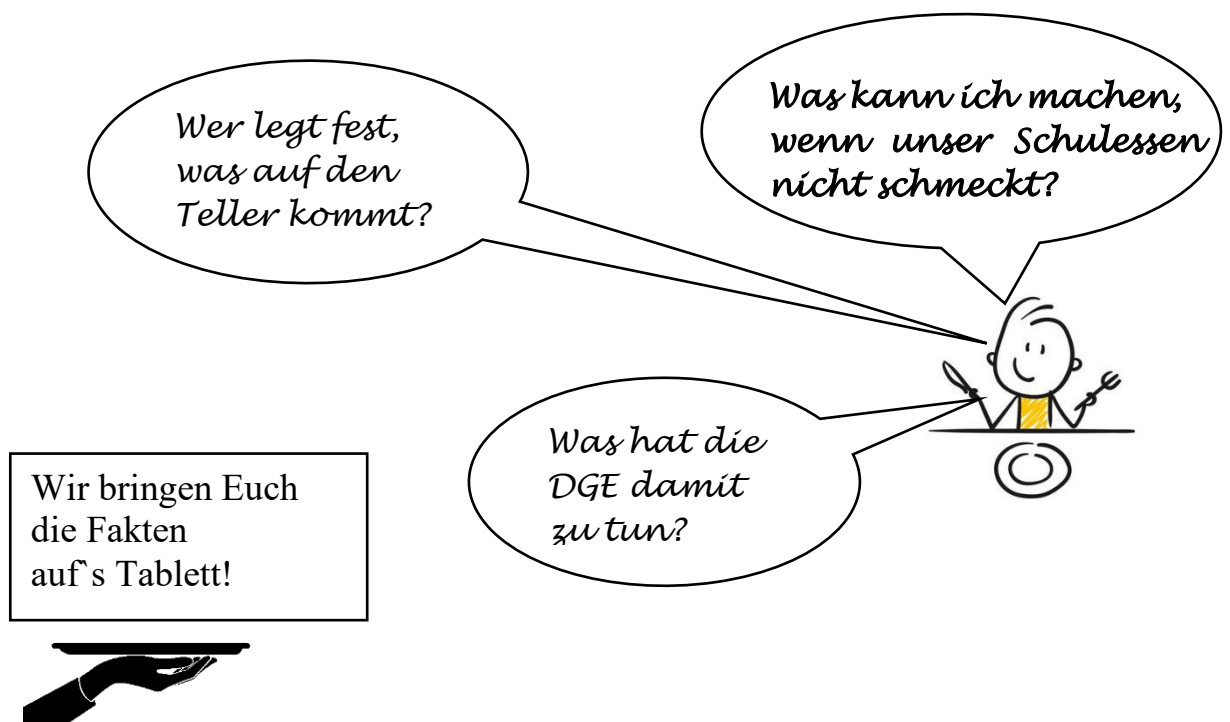 Wer legt fest,
was auf den
Teller kommt?
Was kann ich machen,
wenn unser Schulessen
nicht schmeckt?
Was hat die
DGE damit
zu tun?
Wir bringen Euch
die Fakten
auf`s Tablett!